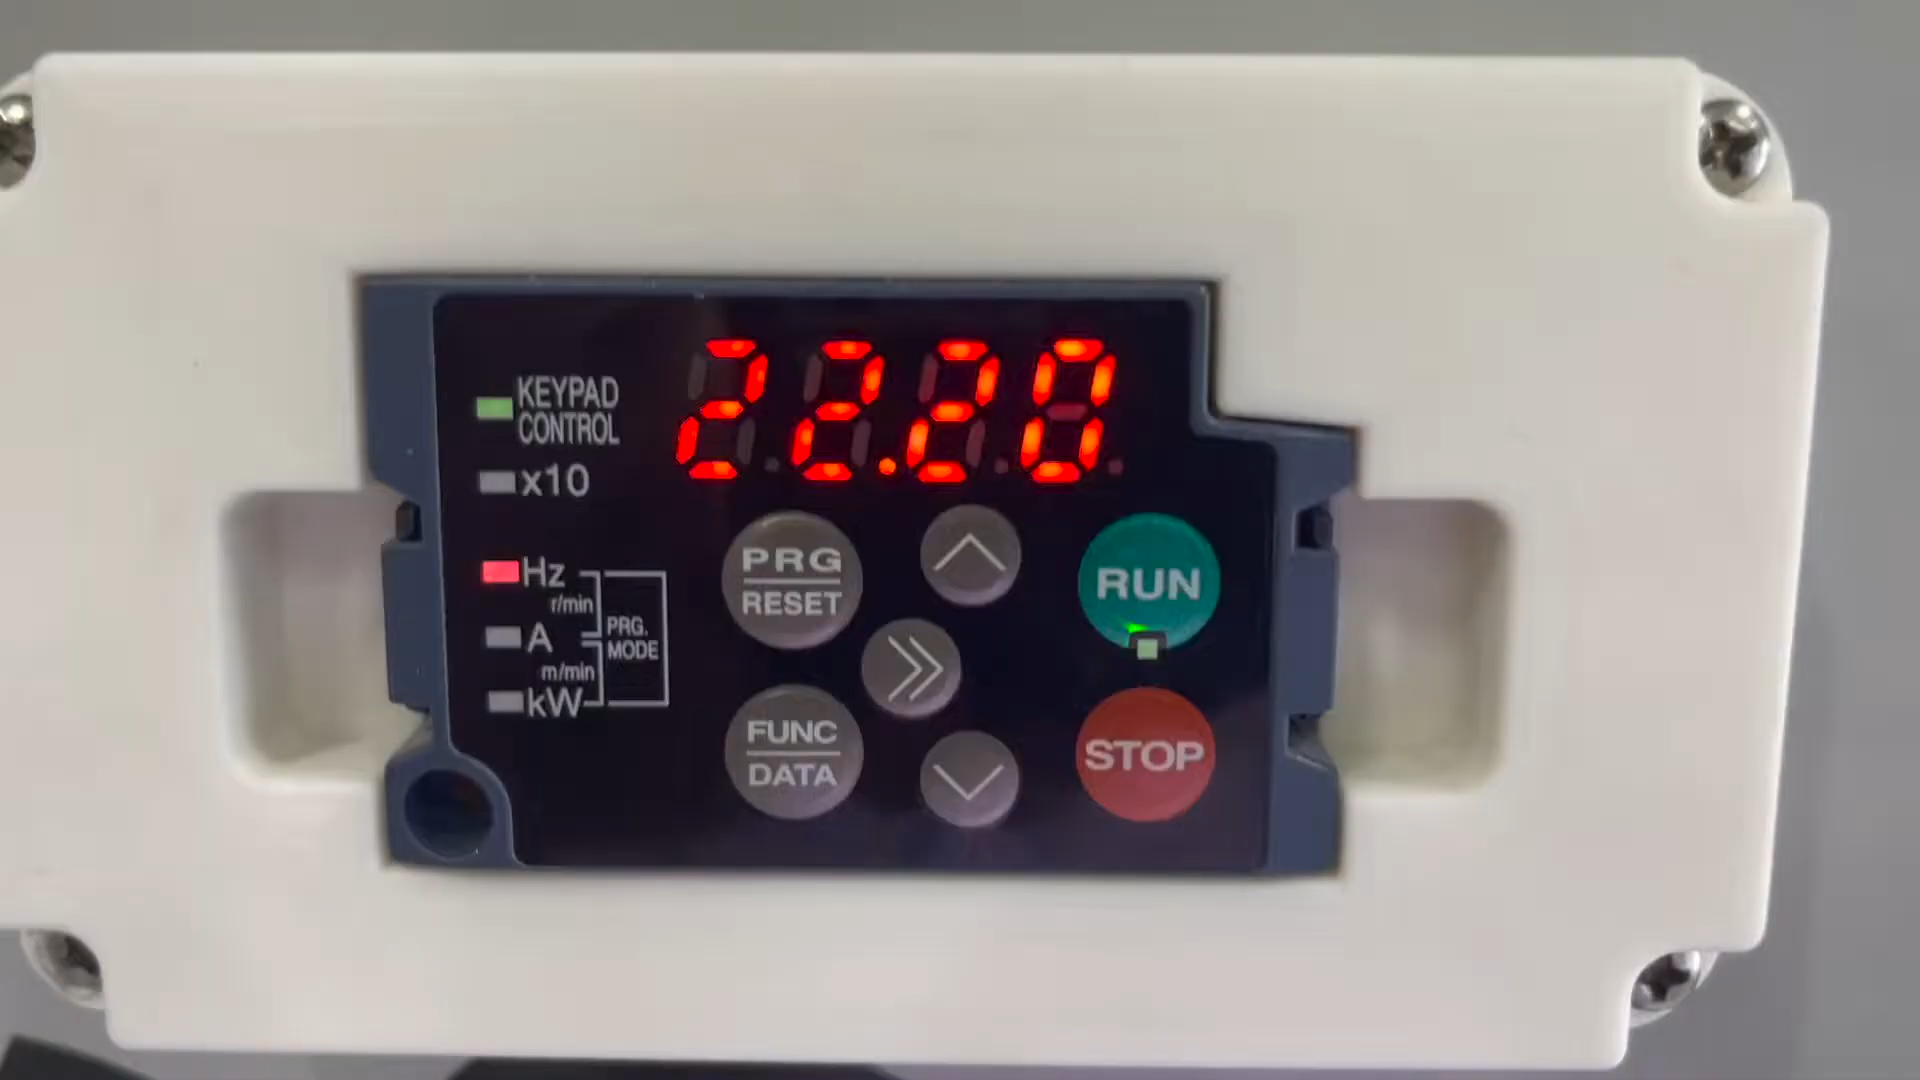 22.20
KEYPAD
CONTROL
x10
Hz
r/min
A
m/min
kW
PRG.
MODE
PRG
RESET
RUN
FUNC
DATA
STOP